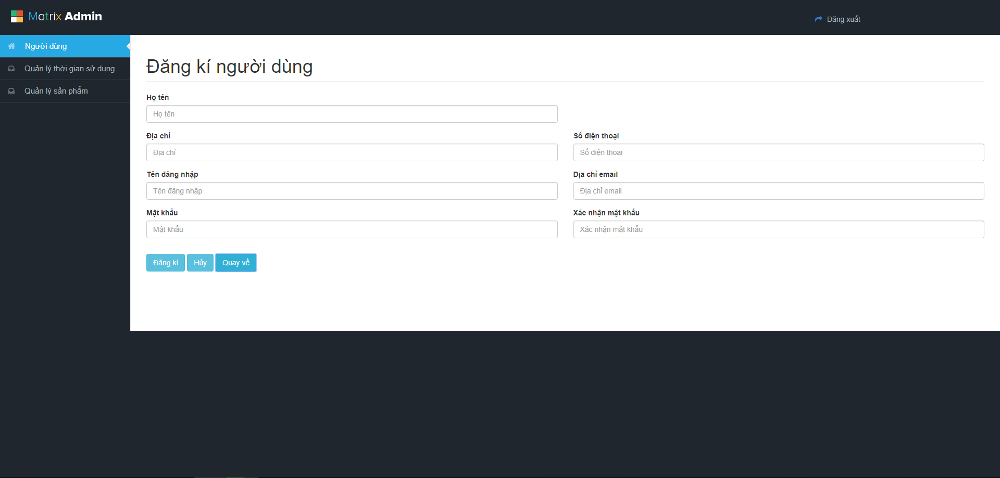 Matrix Admin
Đăng xuất
Người dùng
Quản lý thời gian sử dụng
Quản lý sản phẩm
Đăng kí người dùng
Họ tên
Họ tên
Địa chỉ
Địa chỉ
Số điện thoại
Số điện thoại
Tên đăng nhập
Tên đăng nhập
Địa chỉ email
Địa chỉ email
Mật khẩu
Mật khẩu
Xác nhận mật khẩu
Xác nhận mật khẩu
Đăng kí Hủy Quay về